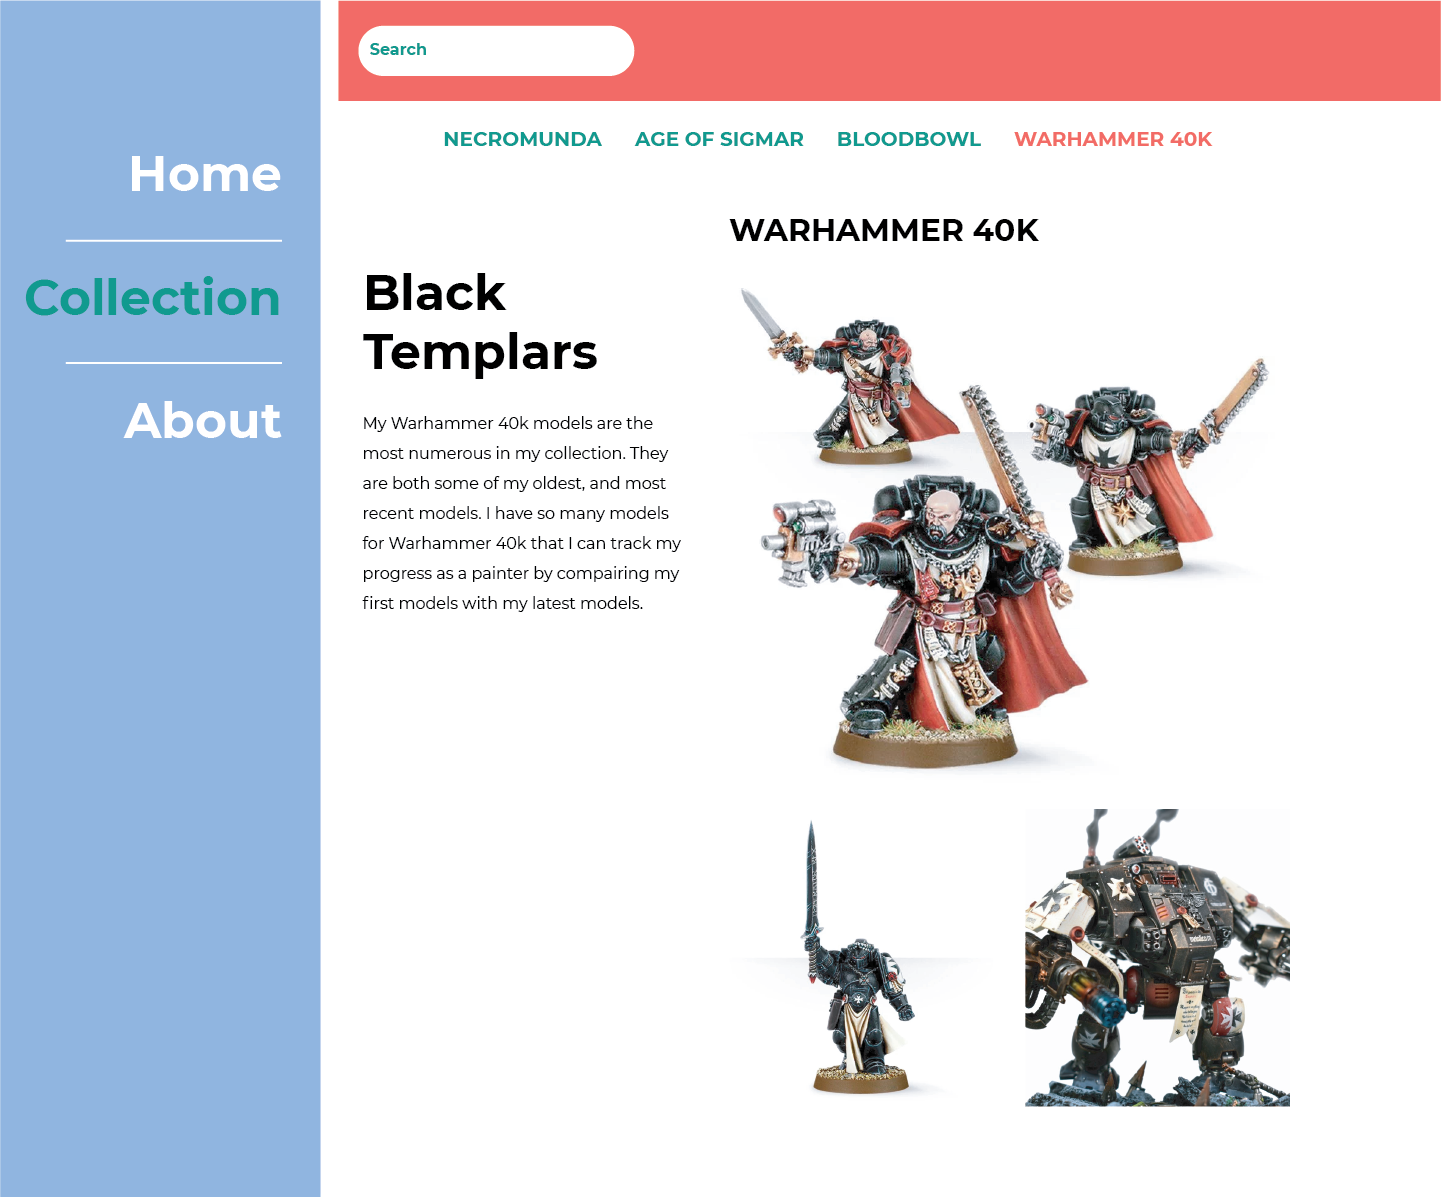 Home
Collection
About
Search
NECROMUNDA AGE OF SIGMAR BLOODBOWL WARHAMMER 40K
WARHAMMER 40K
Black
Templars
My Warhammer 40k models are the
most numerous in my collection. They
are both some of my oldest, and most
recent models. I have so many models
for Warhammer 40k that I can track my
progress as a painter by compairing my
first models with my latest models.